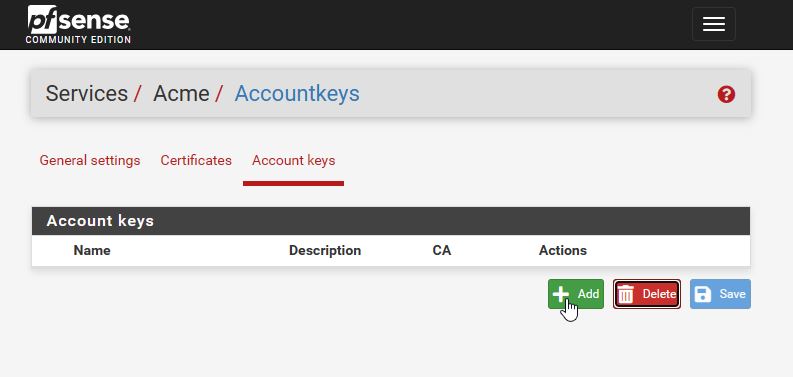 pfsense
COMMUNITY EDITION
Services / Acme / Accountkeys ?
General settings Certificates Account keys
Account keys
Name Description CA Actions
Add Delete Save